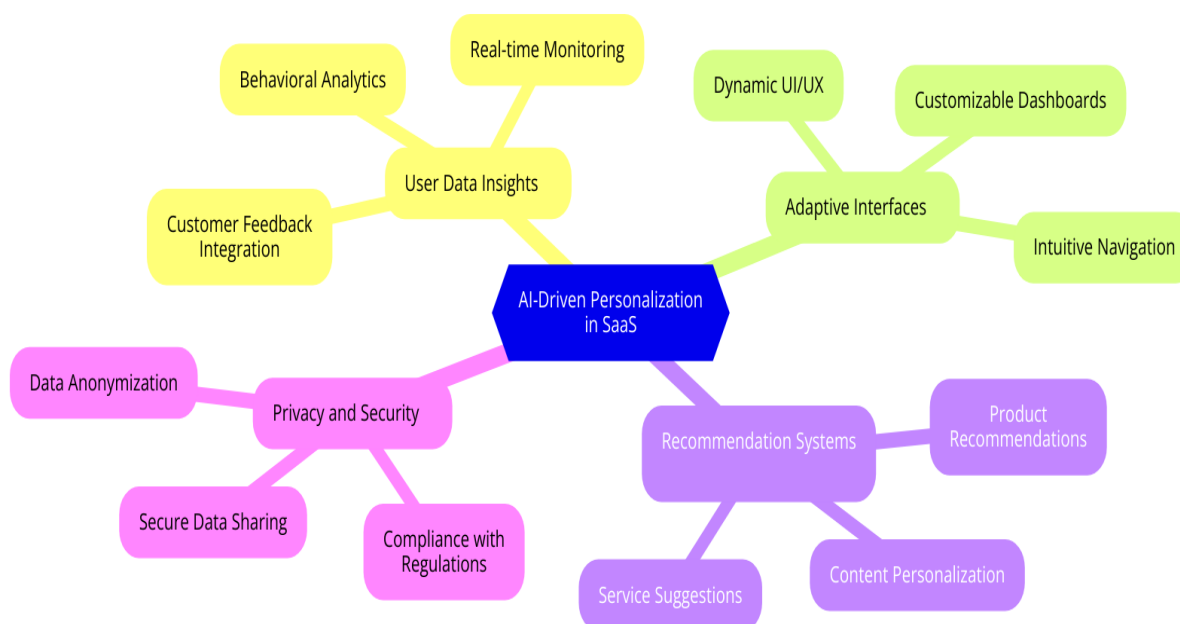 Real-time Monitoring
Behavioral Analytics
User Data Insights
Customer Feedback
Integration
Dynamic UI/UX
Customizable Dashboards
Adaptive Interfaces
Intuitive Navigation
AI-Driven Personalization
in SaaS
Data Anonymization
Privacy and Security
Secure Data Sharing
Compliance with
Regulations
Recommendation Systems
Product
Recommendations
Content Personalization
Service Suggestions